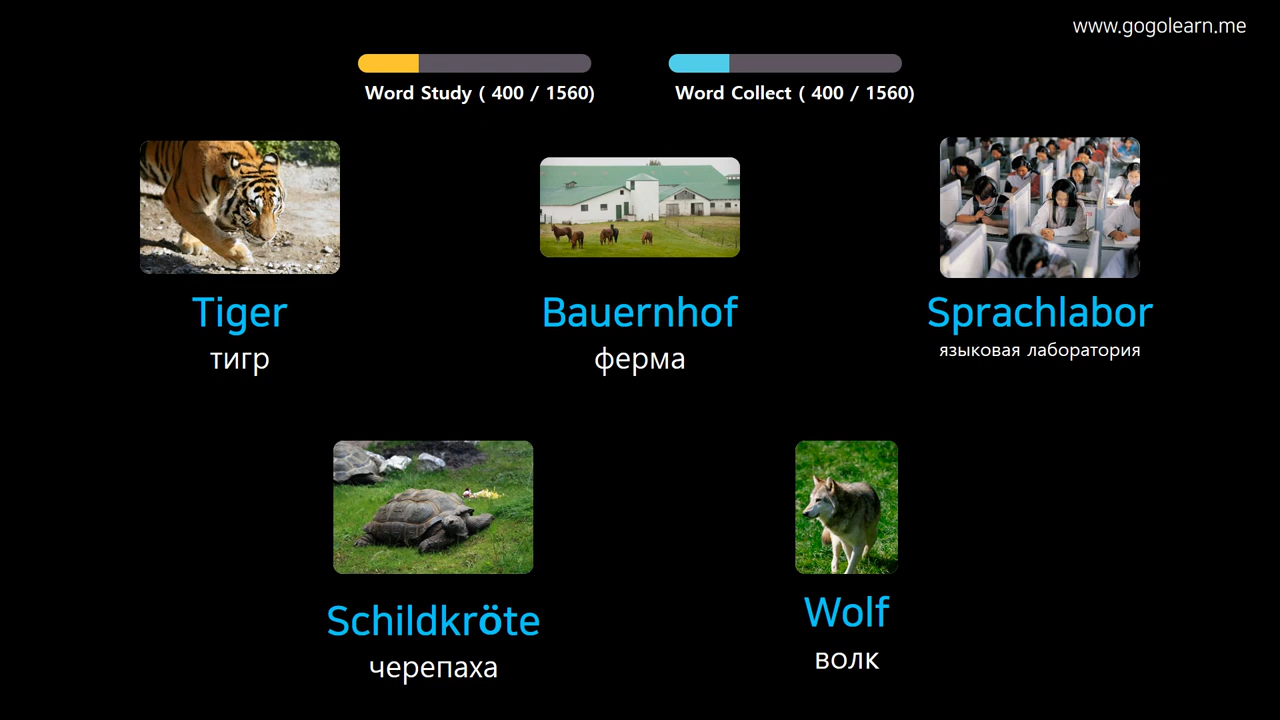 www.gogolearn.me
Word Study ( 400 / 1560)
Word Collect ( 400 / 1560)
Tiger
тигр
Bauernhof
ферма
Sprachlabor
языковая лаборатория
Schildkröte
черепаха
Wolf
волк